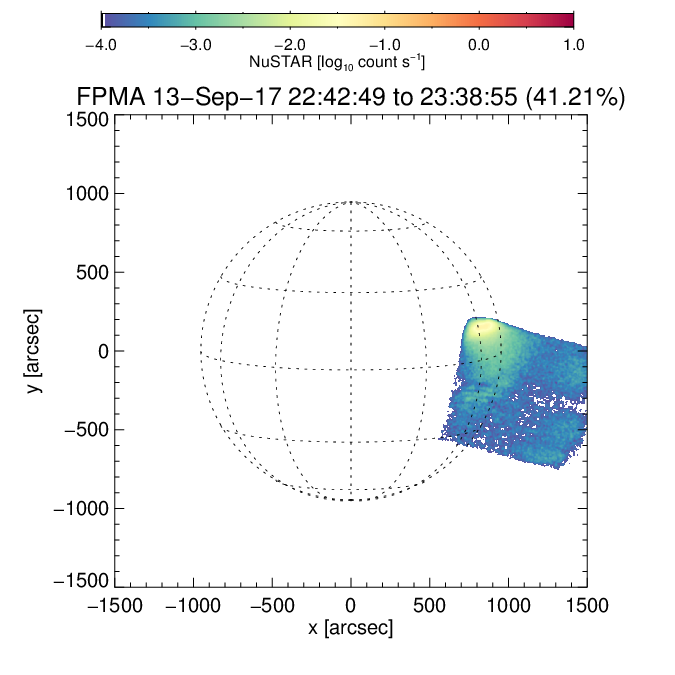 −4.0 −3.0 −2.0 −1.0 0.0 1.0
NuSTAR [log₁₀ count s⁻¹]
FPMA 13−Sep−17 22:42:49 to 23:38:55 (41.21%)
1500
1000
500
0
−500
−1000
−1500
y [arcsec]
−1500 −1000 −500 0 500 1000 1500
x [arcsec]